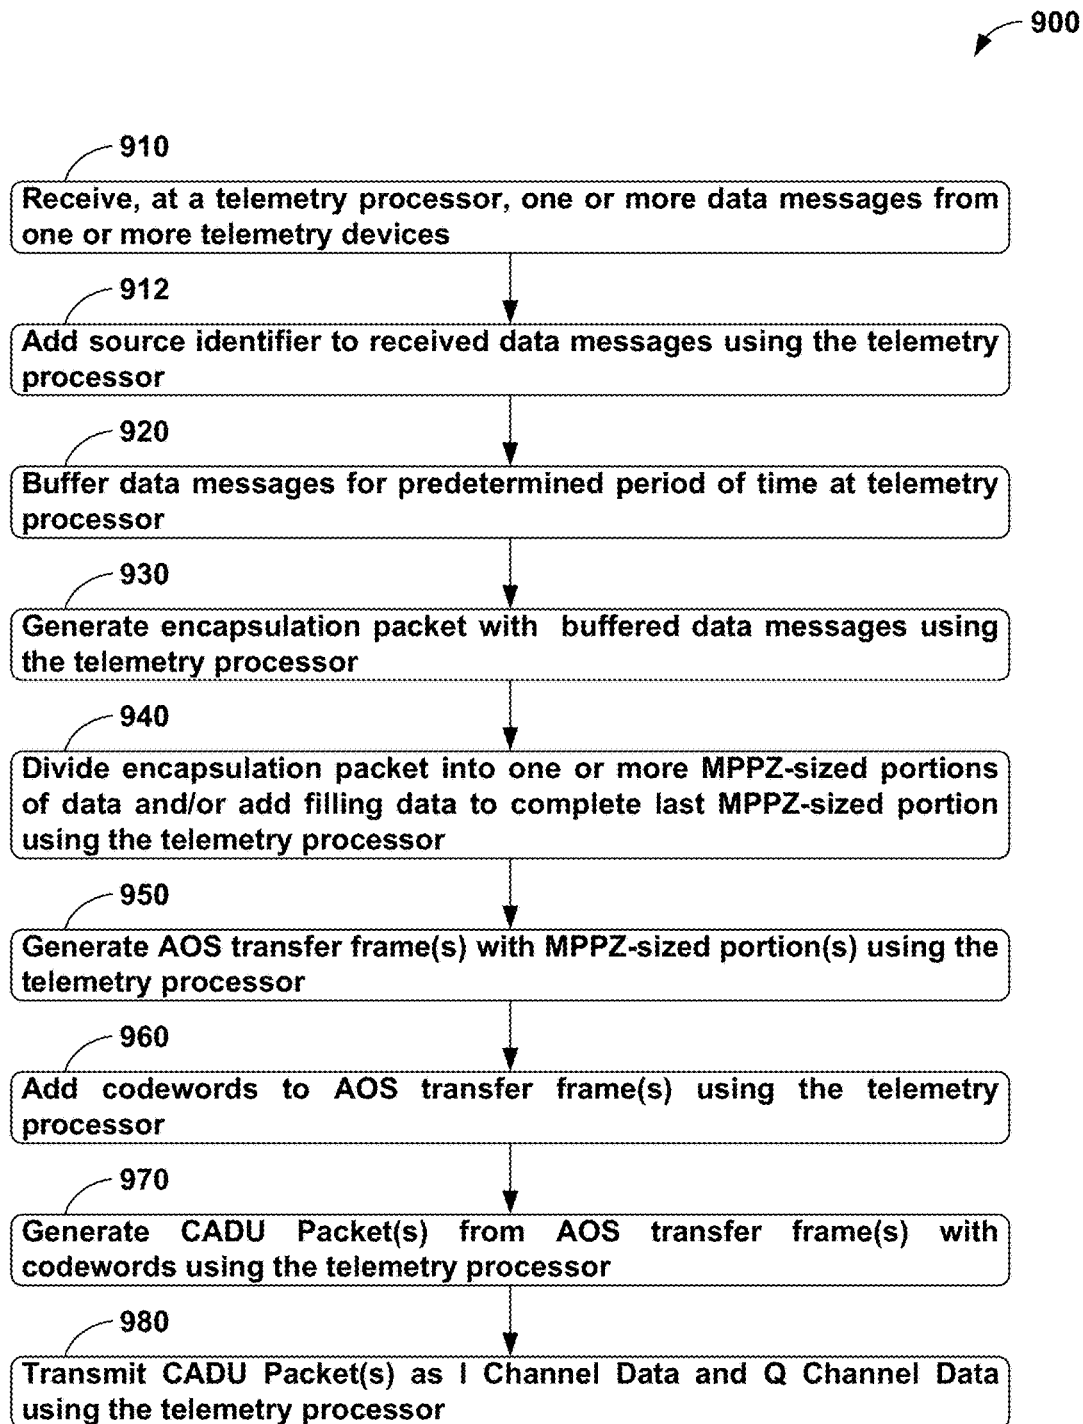 900
910
Receive, at a telemetry processor, one or more data messages from
one or more telemetry devices
912
Add source identifier to received data messages using the telemetry
processor
920
Buffer data messages for predetermined period of time at telemetry
processor
930
Generate encapsulation packet with buffered data messages using
the telemetry processor
940
Divide encapsulation packet into one or more MPPZ-sized portions
of data and/or add filling data to complete last MPPZ-sized portion
using the telemetry processor
950
Generate AOS transfer frame(s) with MPPZ-sized portion(s) using the
telemetry processor
960
Add codewords to AOS transfer frame(s) using the telemetry
processor
970
Generate CADU Packet(s) from AOS transfer frame(s) with
codewords using the telemetry processor
980
Transmit CADU Packet(s) as I Channel Data and Q Channel Data
using the telemetry processor